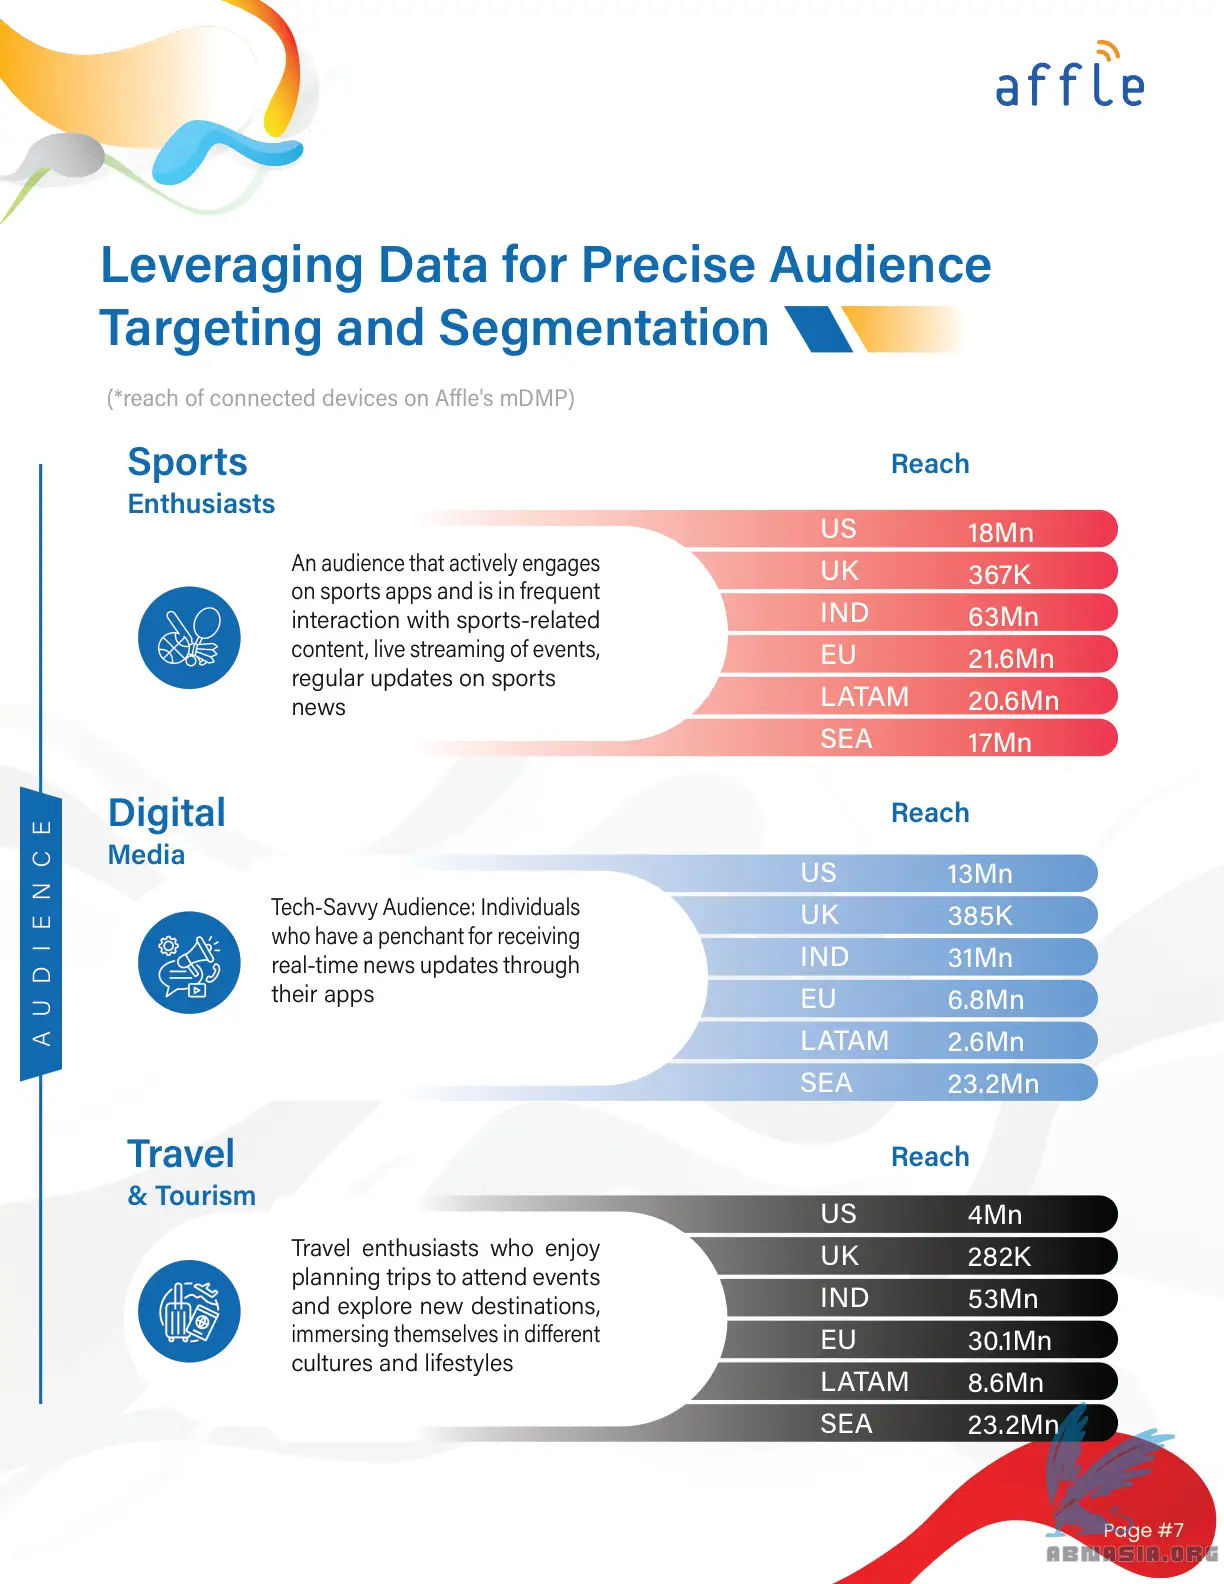 affle
Leveraging Data for Precise Audience
Targeting and Segmentation
(*reach of connected devices on Affle's mDMP)
Sports
Enthusiasts
Reach
An audience that actively engages
on sports apps and is in frequent
interaction with sports-related
content, live streaming of events,
regular updates on sports
news
US 18Mn
UK 367K
IND 63Mn
EU 21.6Mn
LATAM 20.6Mn
SEA 17Mn
AUDIENCE
Digital
Media
Reach
Tech-Savvy Audience: Individuals
who have a penchant for receiving
real-time news updates through
their apps
US 13Mn
UK 385K
IND 31Mn
EU 6.8Mn
LATAM 2.6Mn
SEA 23.2Mn
Travel
& Tourism
Reach
Travel enthusiasts who enjoy
planning trips to attend events
and explore new destinations,
immersing themselves in different
cultures and lifestyles
US 4Mn
UK 282K
IND 53Mn
EU 30.1Mn
LATAM 8.6Mn
SEA 23.2Mn
Page #7
ABNASIA.ORG